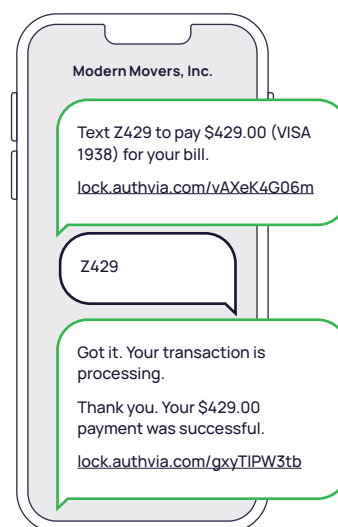 Modern Movers, Inc.
Text Z429 to pay $429.00 (VISA
1938) for your bill.
lock.authvia.com/vAXeK4G06m
Z429
Got it. Your transaction is
processing.
Thank you. Your $429.00
payment was successful.
lock.authvia.com/gxyTIPW3tb